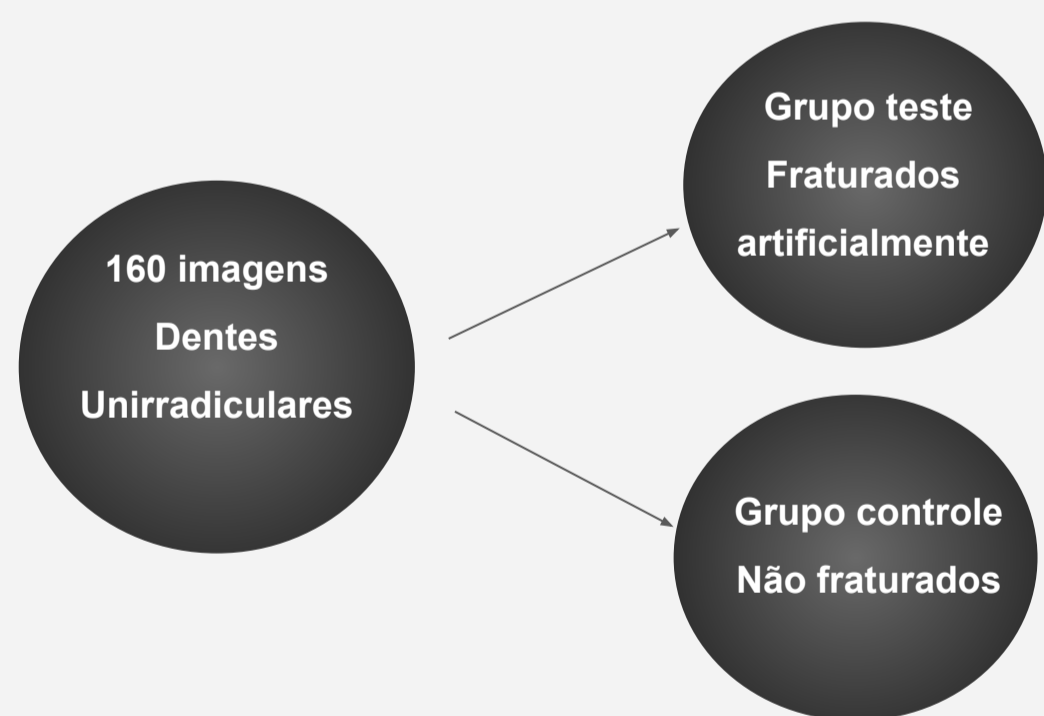 160 imagens
Dentes
Unirradiculares
Grupo teste
Fraturados
artificialmente
Grupo controle
Não fraturados